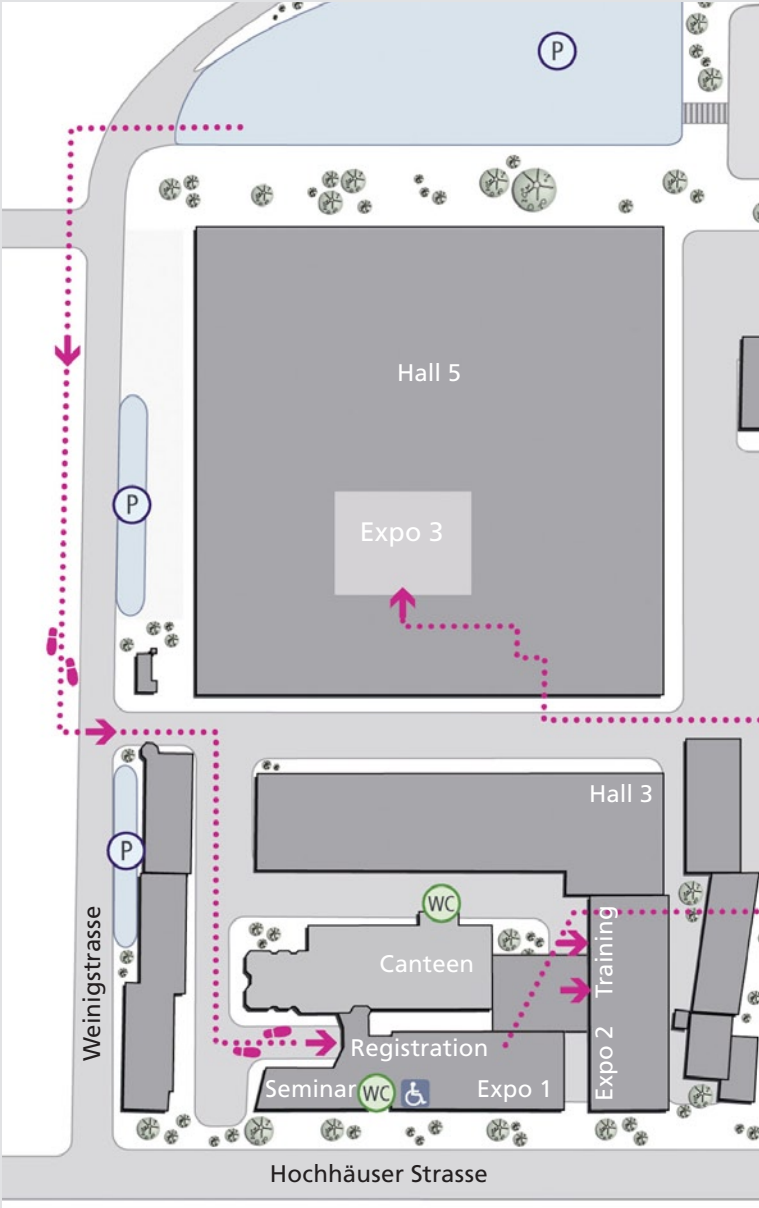 P
Hall 5
P
Expo 3
Hall 3
P
WC
Weinigstrasse
Canteen
Training
Registration
Expo 2
Seminar
WC
Expo 1
Hochhäuser Strasse